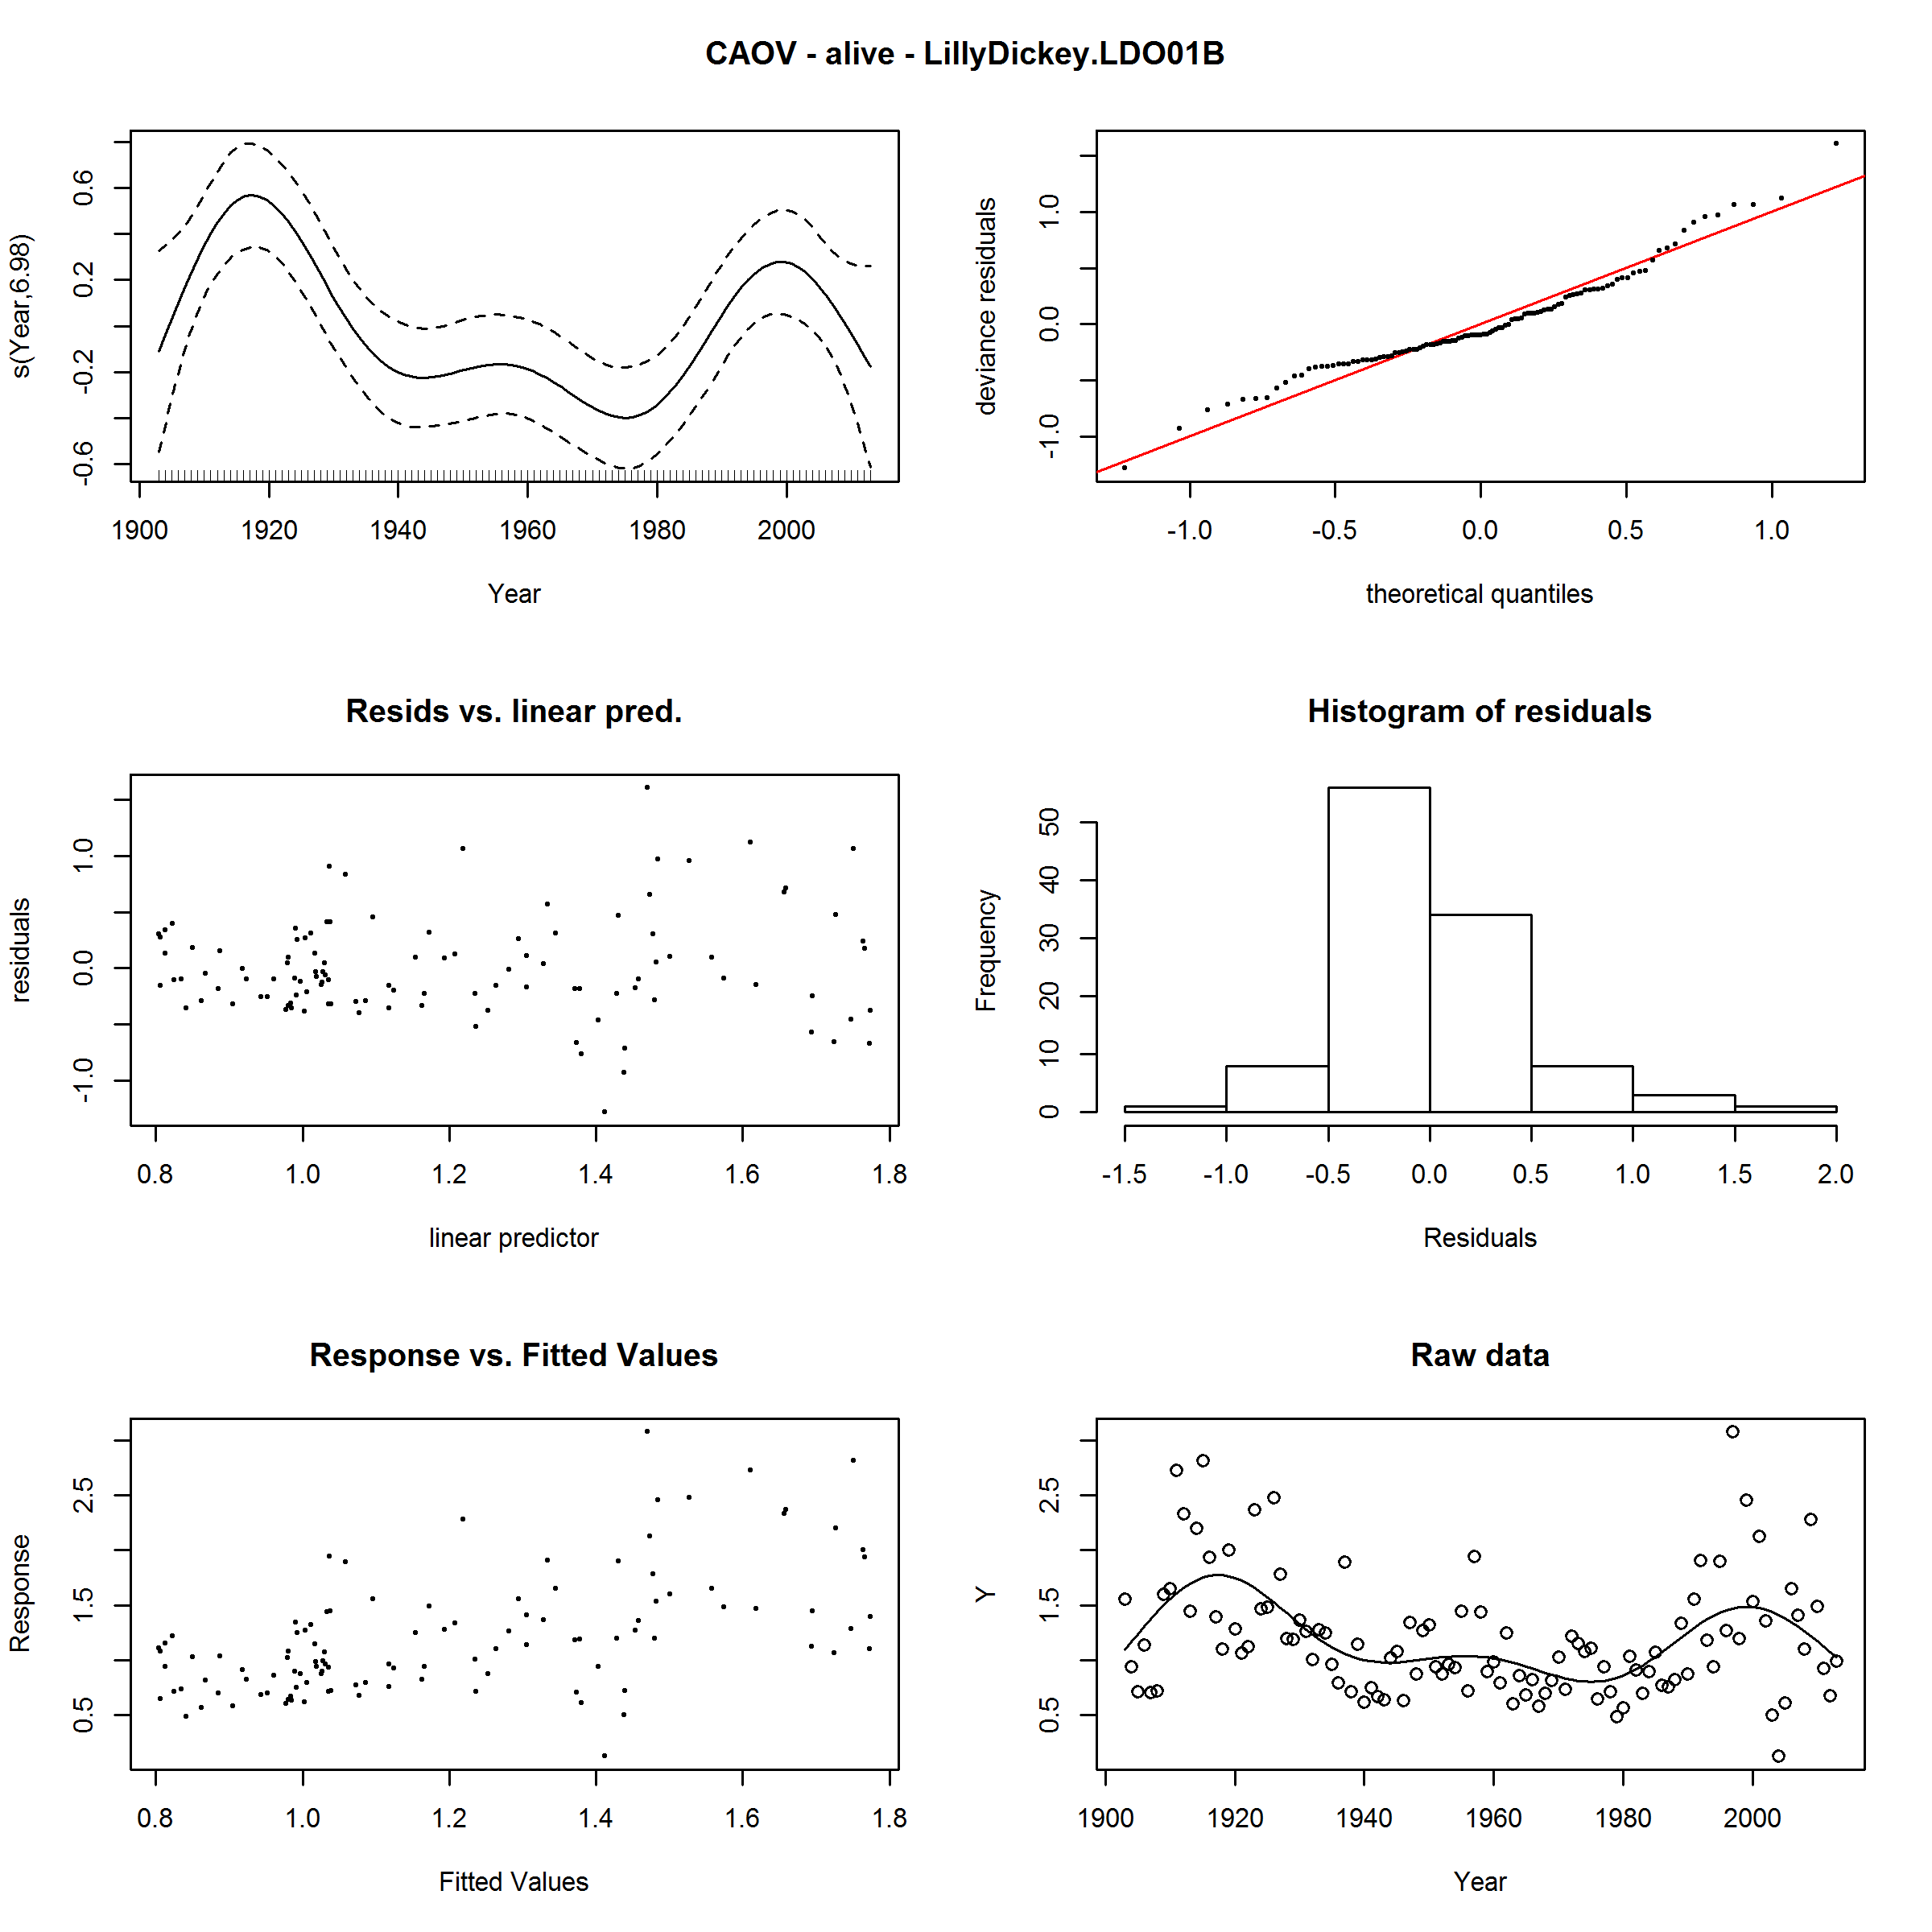 CAOV - alive - LillyDickey.LDO01B
s(Year,6.98)
-0.6 -0.2 0.2 0.6
1900 1920 1940 1960 1980 2000
Year
deviance residuals
-1.0 0.0 1.0
-1.0 -0.5 0.0 0.5 1.0
theoretical quantiles
Resids vs. linear pred.
residuals
-1.0 0.0 1.0
0.8 1.0 1.2 1.4 1.6 1.8
linear predictor
Histogram of residuals
Frequency
0 10 20 30 40 50
-1.5 -1.0 -0.5 0.0 0.5 1.0 1.5 2.0
Residuals
Response vs. Fitted Values
Response
0.5 1.5 2.5
0.8 1.0 1.2 1.4 1.6 1.8
Fitted Values
Raw data
Y
0.5 1.5 2.5
1900 1920 1940 1960 1980 2000
Year